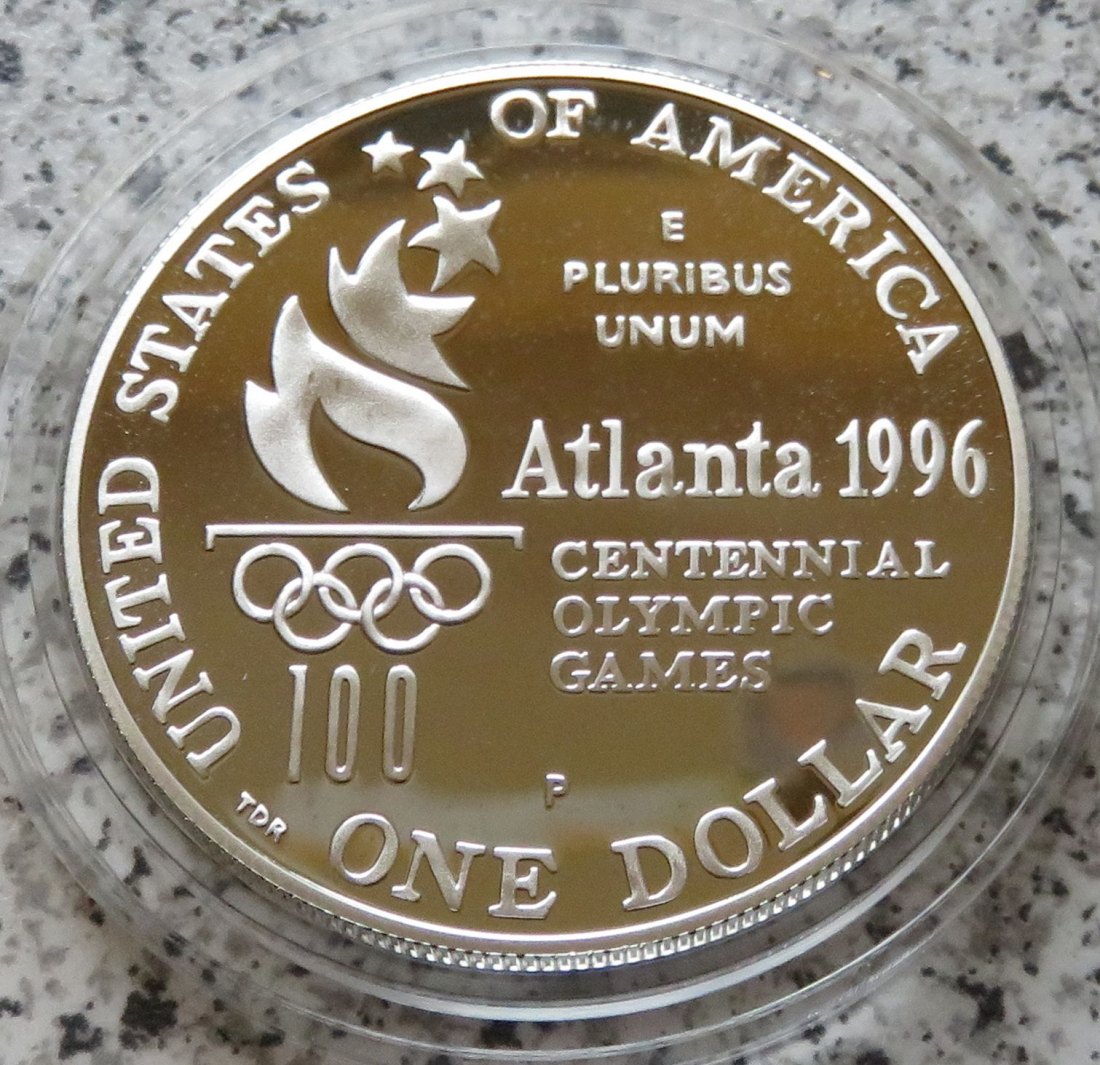 UNITED STATES OF AMERICA
E
PLURIBUS
UNUM
Atlanta 1996
CENTENNIAL
OLYMPIC
GAMES
100
P
TDR
ONE DOLLAR